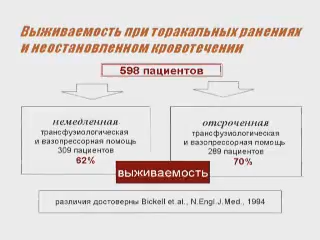 Выживаемость при торакальных ранениях
и неостановленном кровотечении
598 пациентов
немедленная
трансфузиологическая
и вазопрессорная помощь
309 пациентов
62%
отсроченная
трансфузиологическая
и вазопрессорная помощь
289 пациентов
70%
выживаемость
различия достоверны Bickell et.al., N.Engl.J.Med., 1994